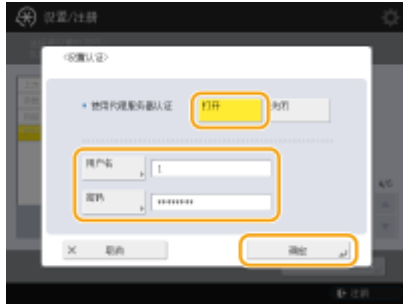 设置/注册
<设置认证>
使用代理服务器认证
打开
关闭
用户名
1
密码
********
× 取消
确定
注销